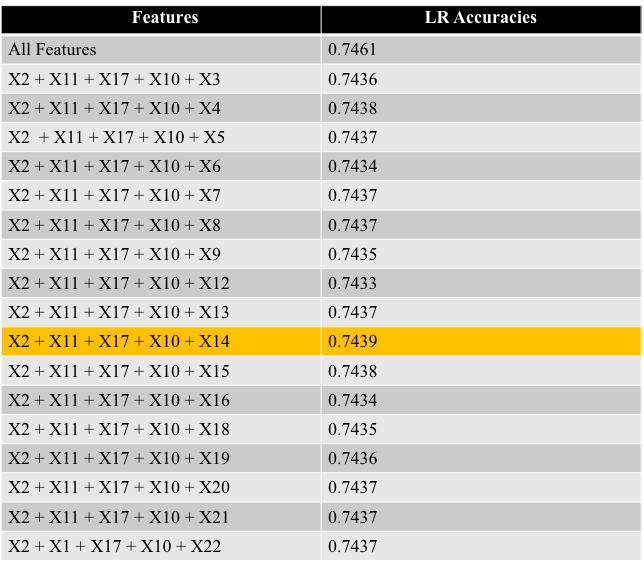 Features LR Accuracies
All Features 0.7461
X2 + X11 + X17 + X10 + X3 0.7436
X2 + X11 + X17 + X10 + X4 0.7438
X2  + X11 + X17 + X10 + X5 0.7437
X2 + X11 + X17 + X10 + X6 0.7434
X2 + X11 + X17 + X10 + X7 0.7437
X2 + X11 + X17 + X10 + X8 0.7437
X2 + X11 + X17 + X10 + X9 0.7435
X2 + X11 + X17 + X10 + X12 0.7433
X2 + X11 + X17 + X10 + X13 0.7437
X2 + X11 + X17 + X10 + X14 0.7439
X2 + X11 + X17 + X10 + X15 0.7438
X2 + X11 + X17 + X10 + X16 0.7434
X2 + X11 + X17 + X10 + X18 0.7435
X2 + X11 + X17 + X10 + X19 0.7436
X2 + X11 + X17 + X10 + X20 0.7437
X2 + X11 + X17 + X10 + X21 0.7437
X2 + X1 + X17 + X10 + X22 0.7437